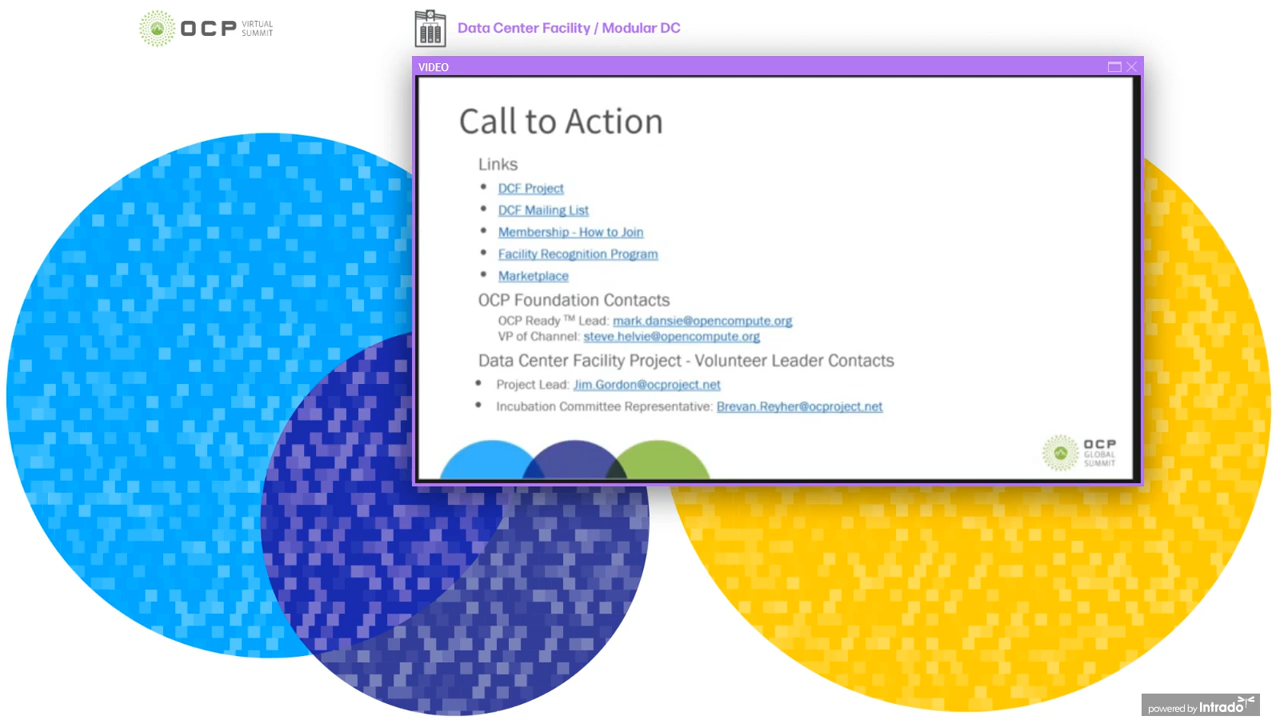 OCP VIRTUAL SUMMIT
Data Center Facility / Modular DC
VIDEO
Call to Action
Links
• DCF Project
• DCF Mailing List
• Membership - How to Join
• Facility Recognition Program
• Marketplace
OCP Foundation Contacts
OCP Ready™ Lead: mark.dansie@opencompute.org
VP of Channel: steve.helvie@opencompute.org
Data Center Facility Project - Volunteer Leader Contacts
• Project Lead: Jim.Gordon@ocproject.net
• Incubation Committee Representative: Brevan.Reyher@ocproject.net
OCP
GLOBAL
SUMMIT
powered by Intrado